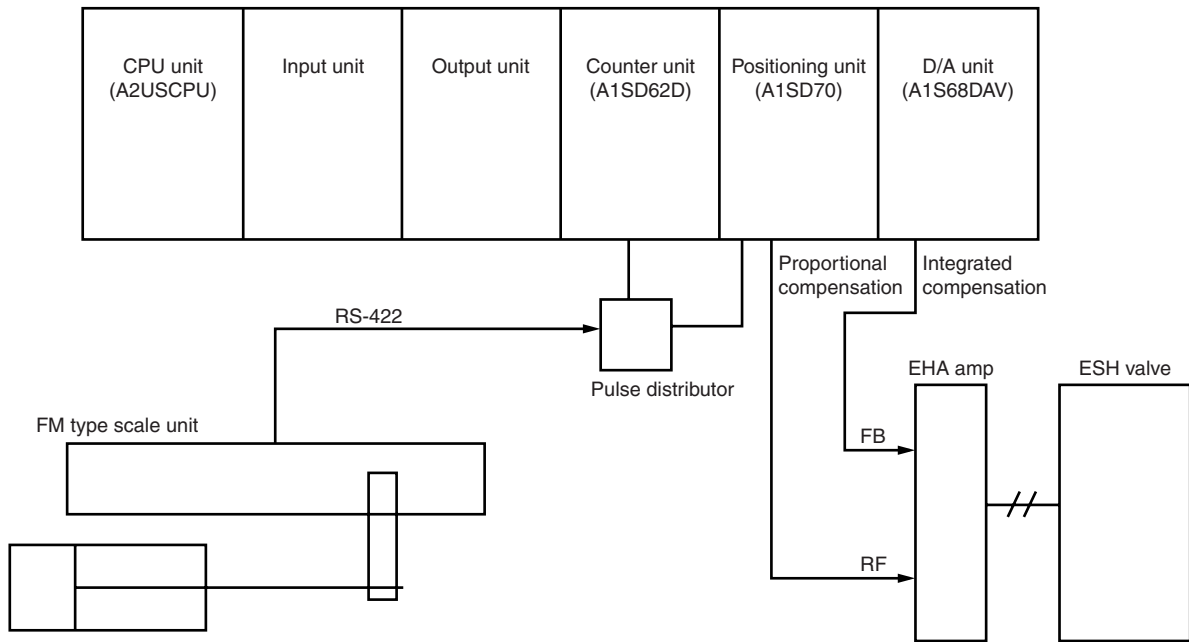 CPU unit
(A2USCPU)
Input unit
Output unit
Counter unit
(A1SD62D)
Positioning unit
(A1SD70)
D/A unit
(A1S68DAV)
Proportional
compensation
Integrated
compensation
RS-422
Pulse distributor
EHA amp
ESH valve
FM type scale unit
FB
RF